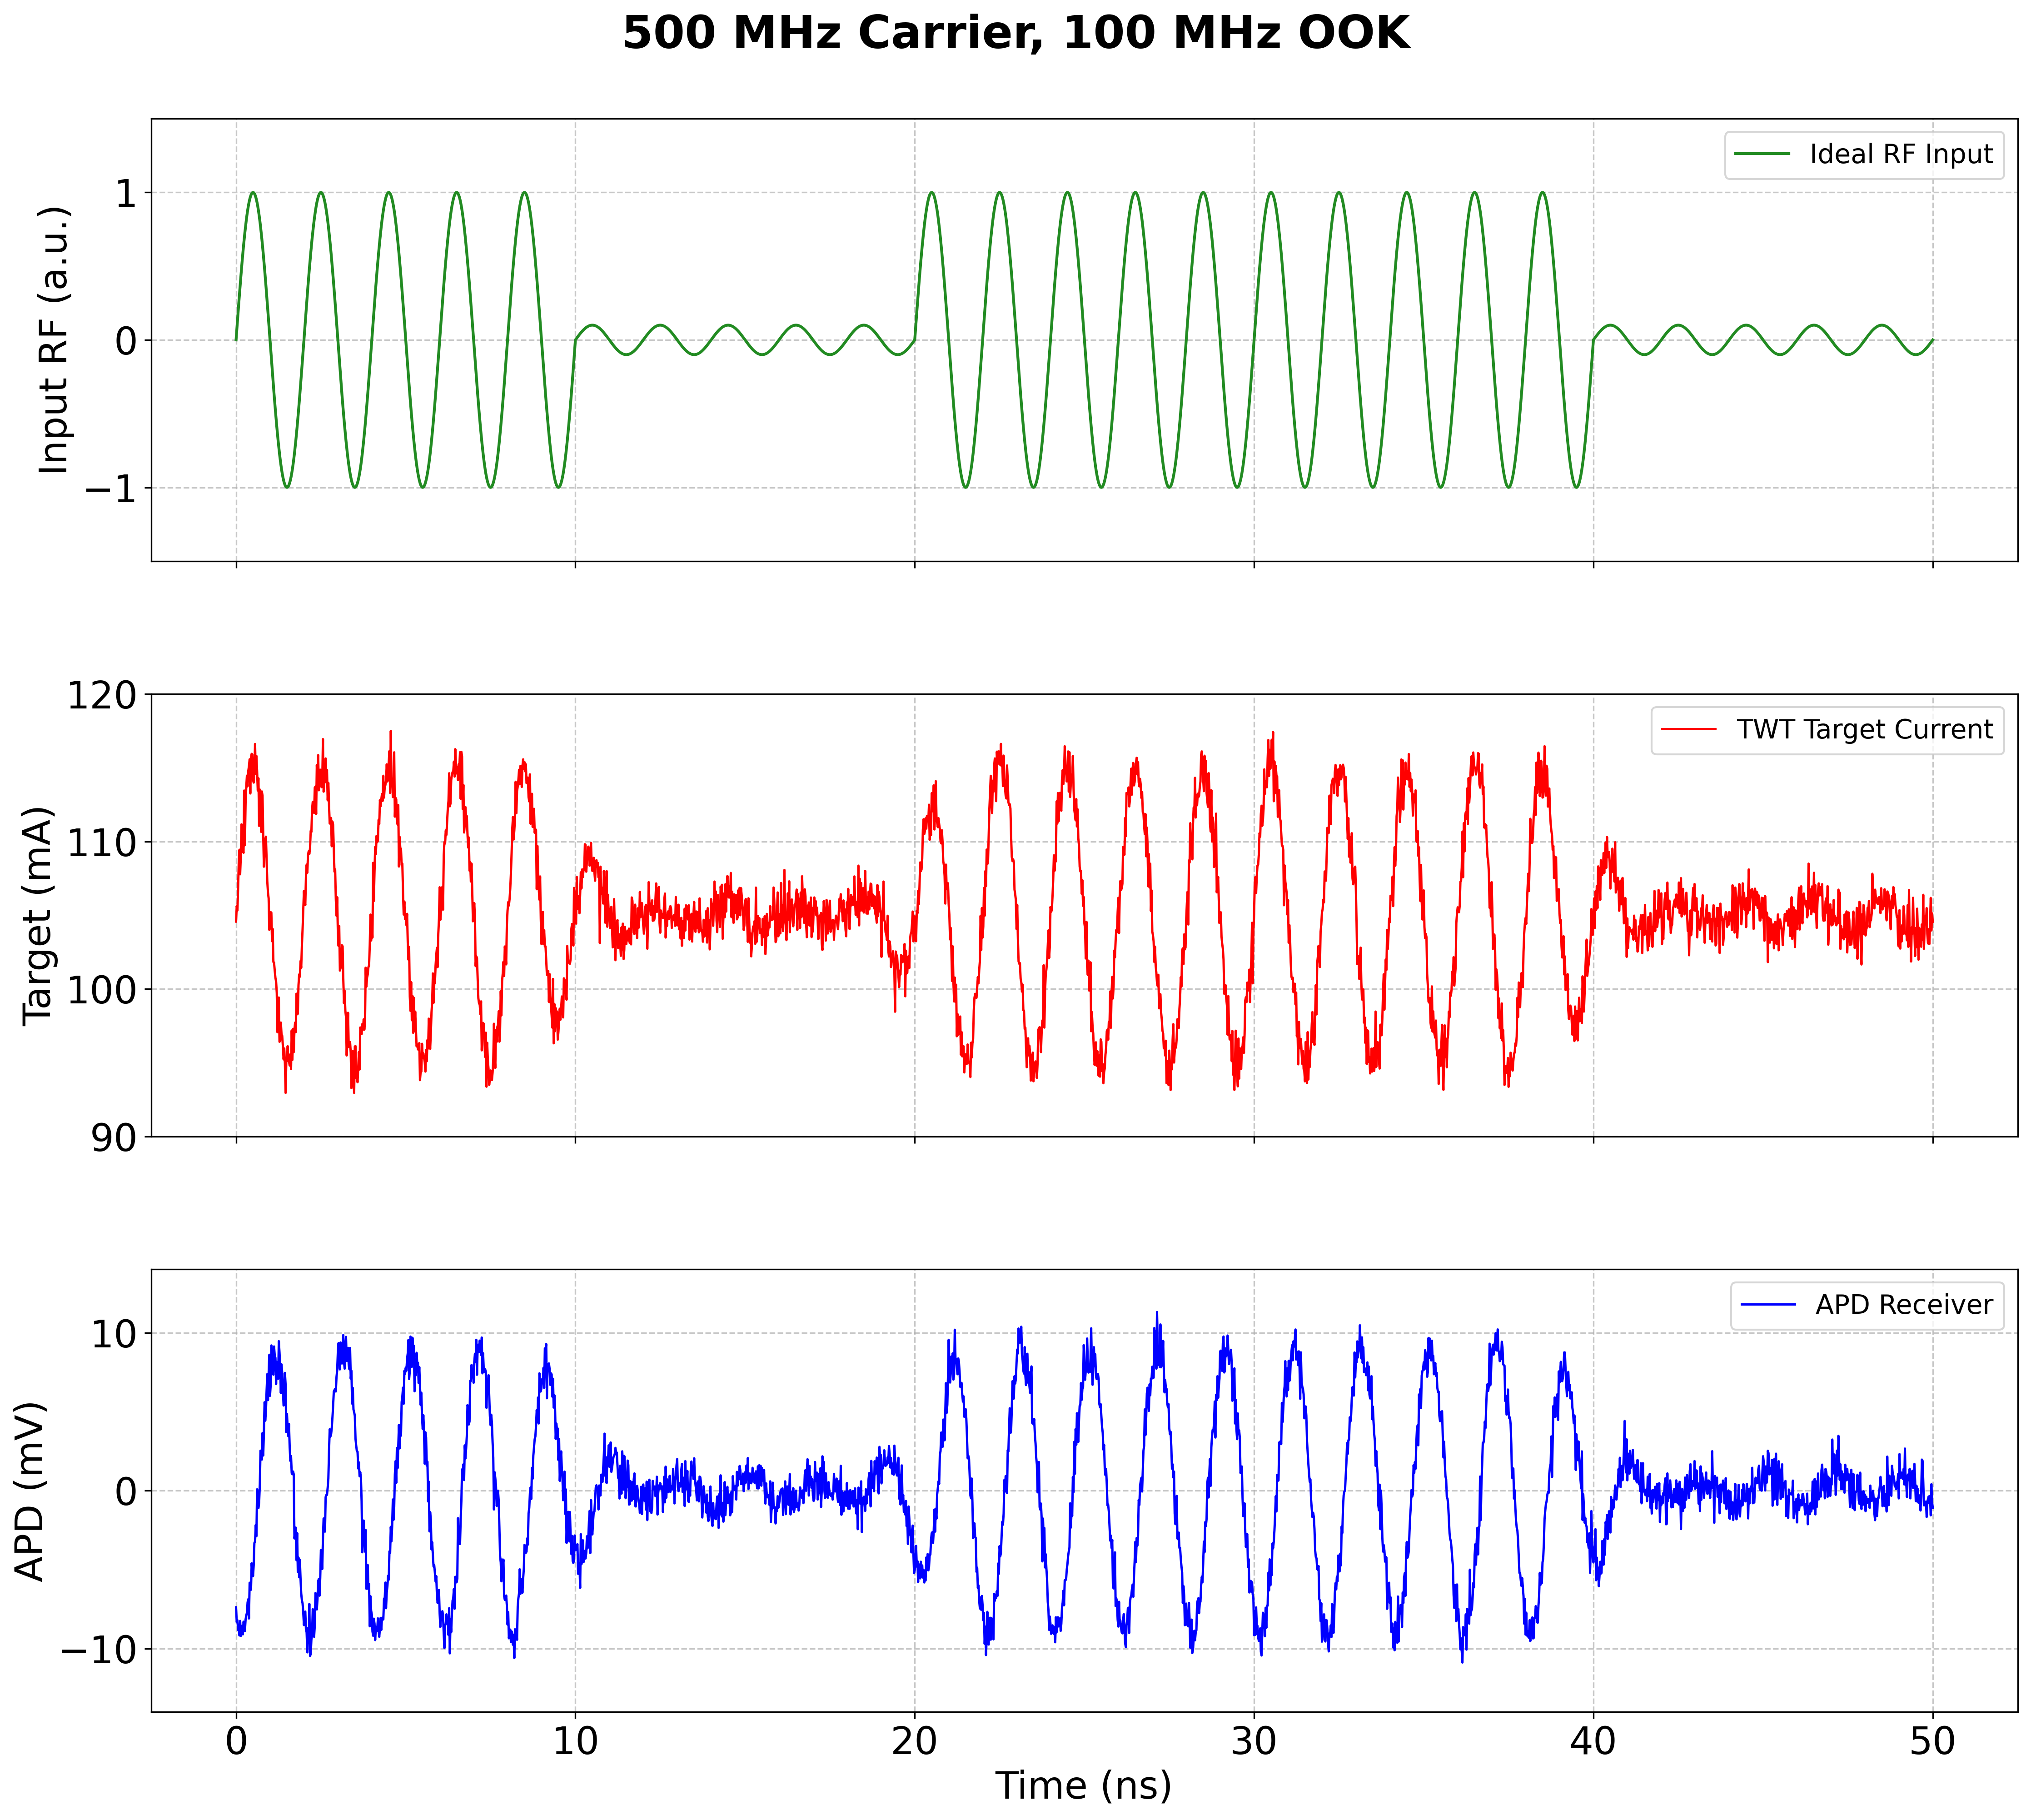 500 MHz Carrier, 100 MHz OOK
Input RF (a.u.)
1
0
−1
Ideal RF Input
Target (mA)
120
110
100
90
TWT Target Current
APD (mV)
10
0
−10
APD Receiver
0 10 20 30 40 50
Time (ns)